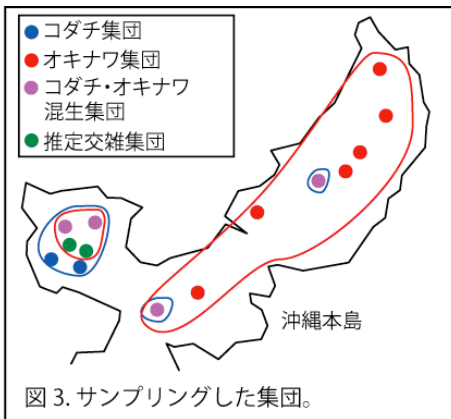 コダチ集団
オキナワ集団
コダチ・オキナワ
混生集団
推定交雑集団
沖縄本島
図 3. サンプリングした集団。